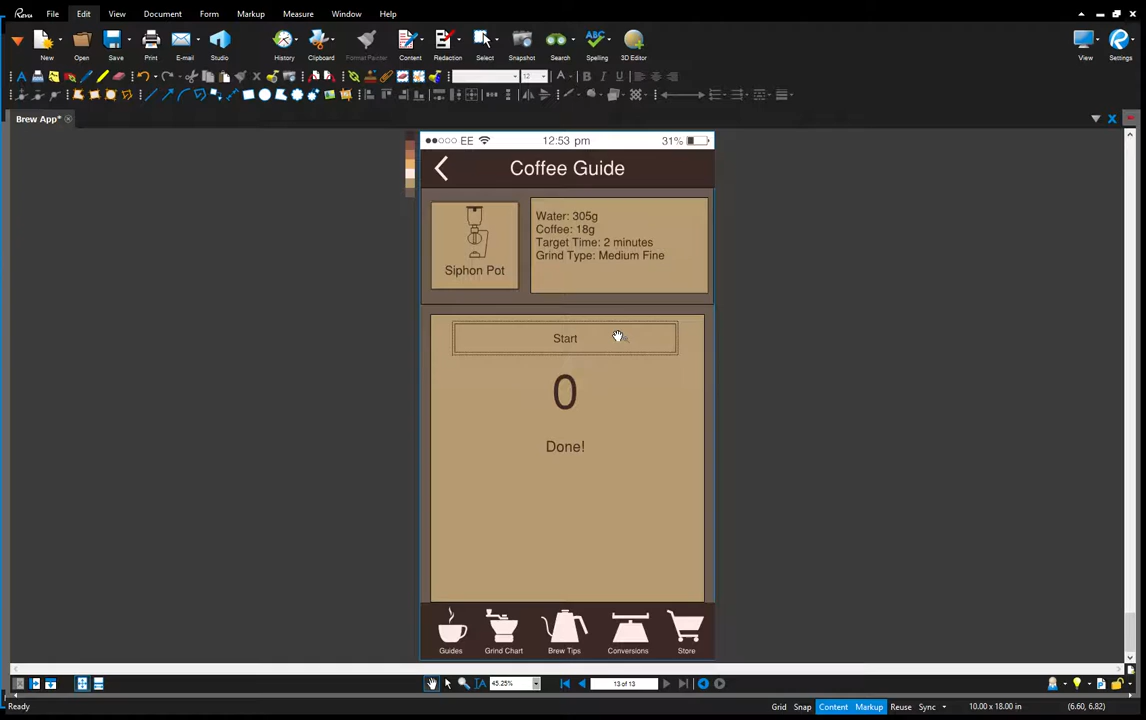 Revu File Edit View Document Form Markup Measure Window Help
New Open Save Print E-mail Studio History Format Painter Clipboard Content Redaction Select Snapshot Search Spelling 3D Editor View Settings
12
Brew App*
EE 12:53 pm 31%
Coffee Guide
Siphon Pot
Water: 305g
Coffee: 18g
Target Time: 2 minutes
Grind Type: Medium Fine
Start
0
Done!
Guides Grind Chart Brew Tips Conversions Store
45.25% 13 of 13
Ready Grid Snap Content Markup Reuse Sync 10.00 x 18.00 in (6.60, 6.82)